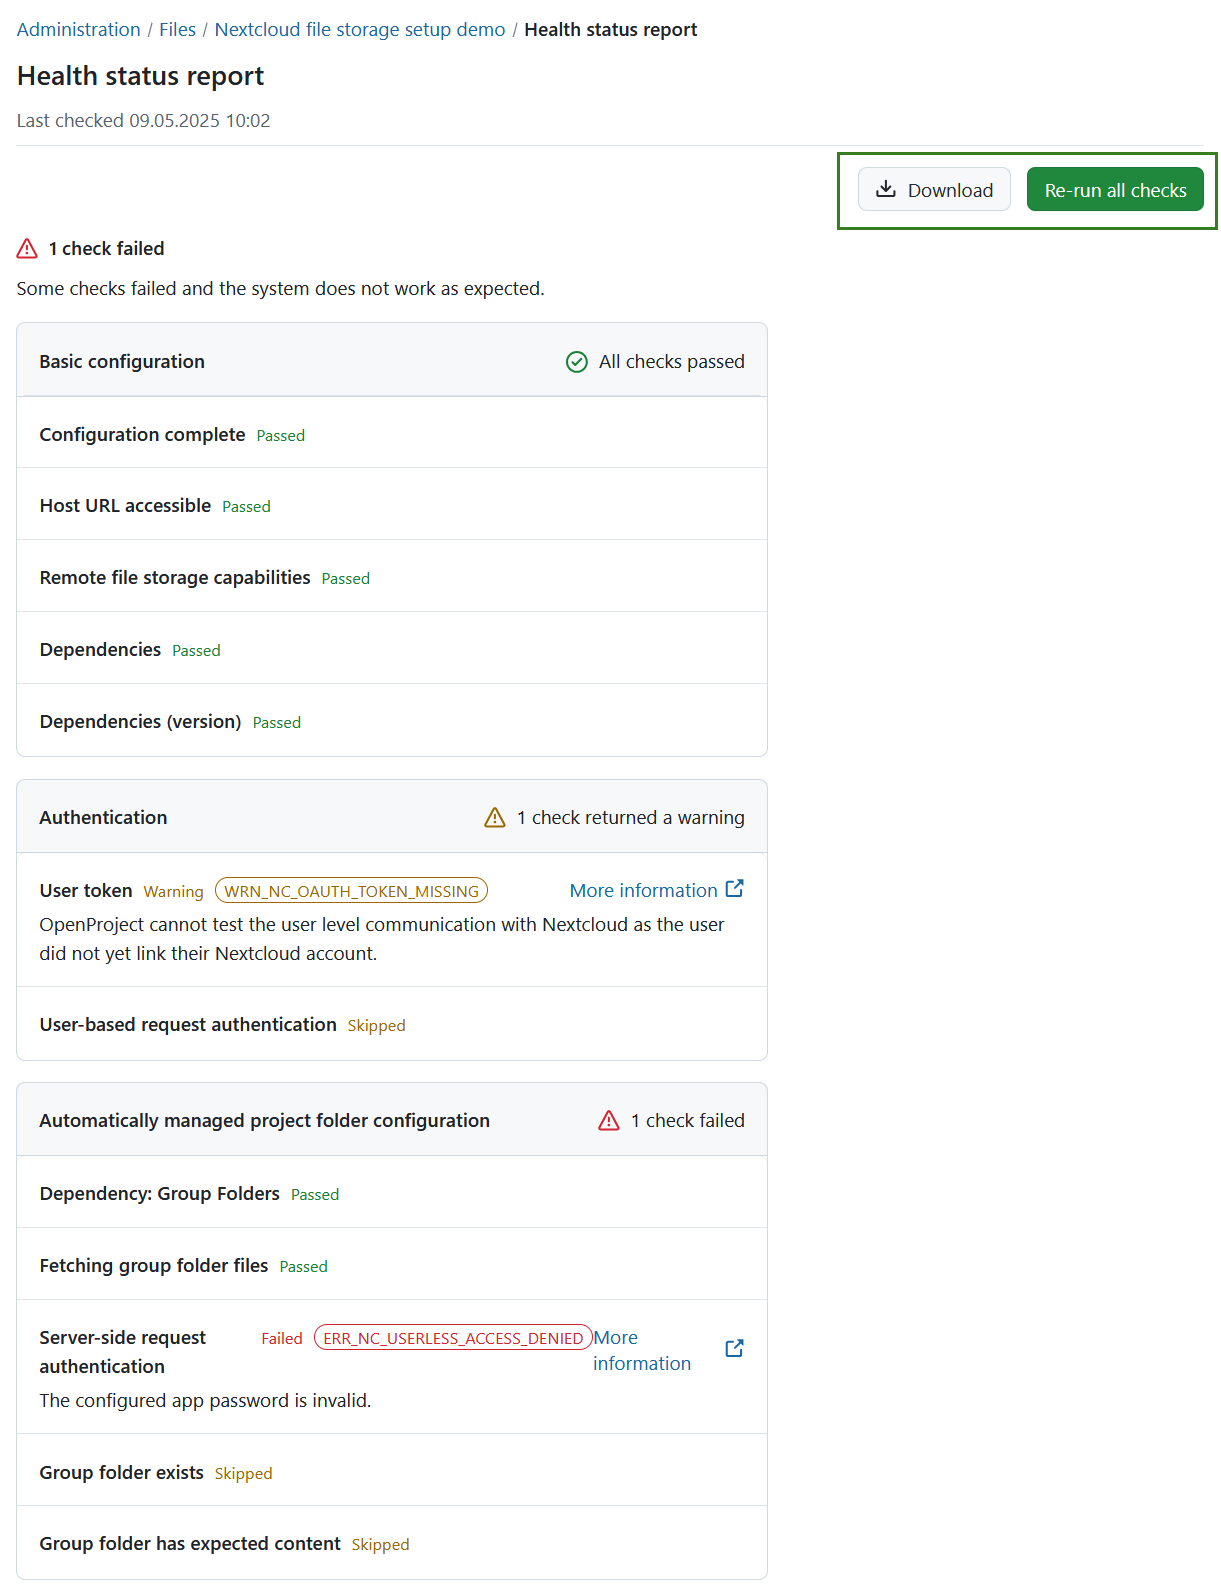 Administration / Files / Nextcloud file storage setup demo / Health status report
Health status report
Last checked 09.05.2025 10:02
Download
Re-run all checks
1 check failed
Some checks failed and the system does not work as expected.
Basic configuration
All checks passed
Configuration complete Passed
Host URL accessible Passed
Remote file storage capabilities Passed
Dependencies Passed
Dependencies (version) Passed
Authentication
1 check returned a warning
User token Warning WRN_NC_OAUTH_TOKEN_MISSING More information
OpenProject cannot test the user level communication with Nextcloud as the user
did not yet link their Nextcloud account.
User-based request authentication Skipped
Automatically managed project folder configuration
1 check failed
Dependency: Group Folders Passed
Fetching group folder files Passed
Server-side request
authentication
Failed ERR_NC_USERLESS_ACCESS_DENIED
More
information
The configured app password is invalid.
Group folder exists Skipped
Group folder has expected content Skipped